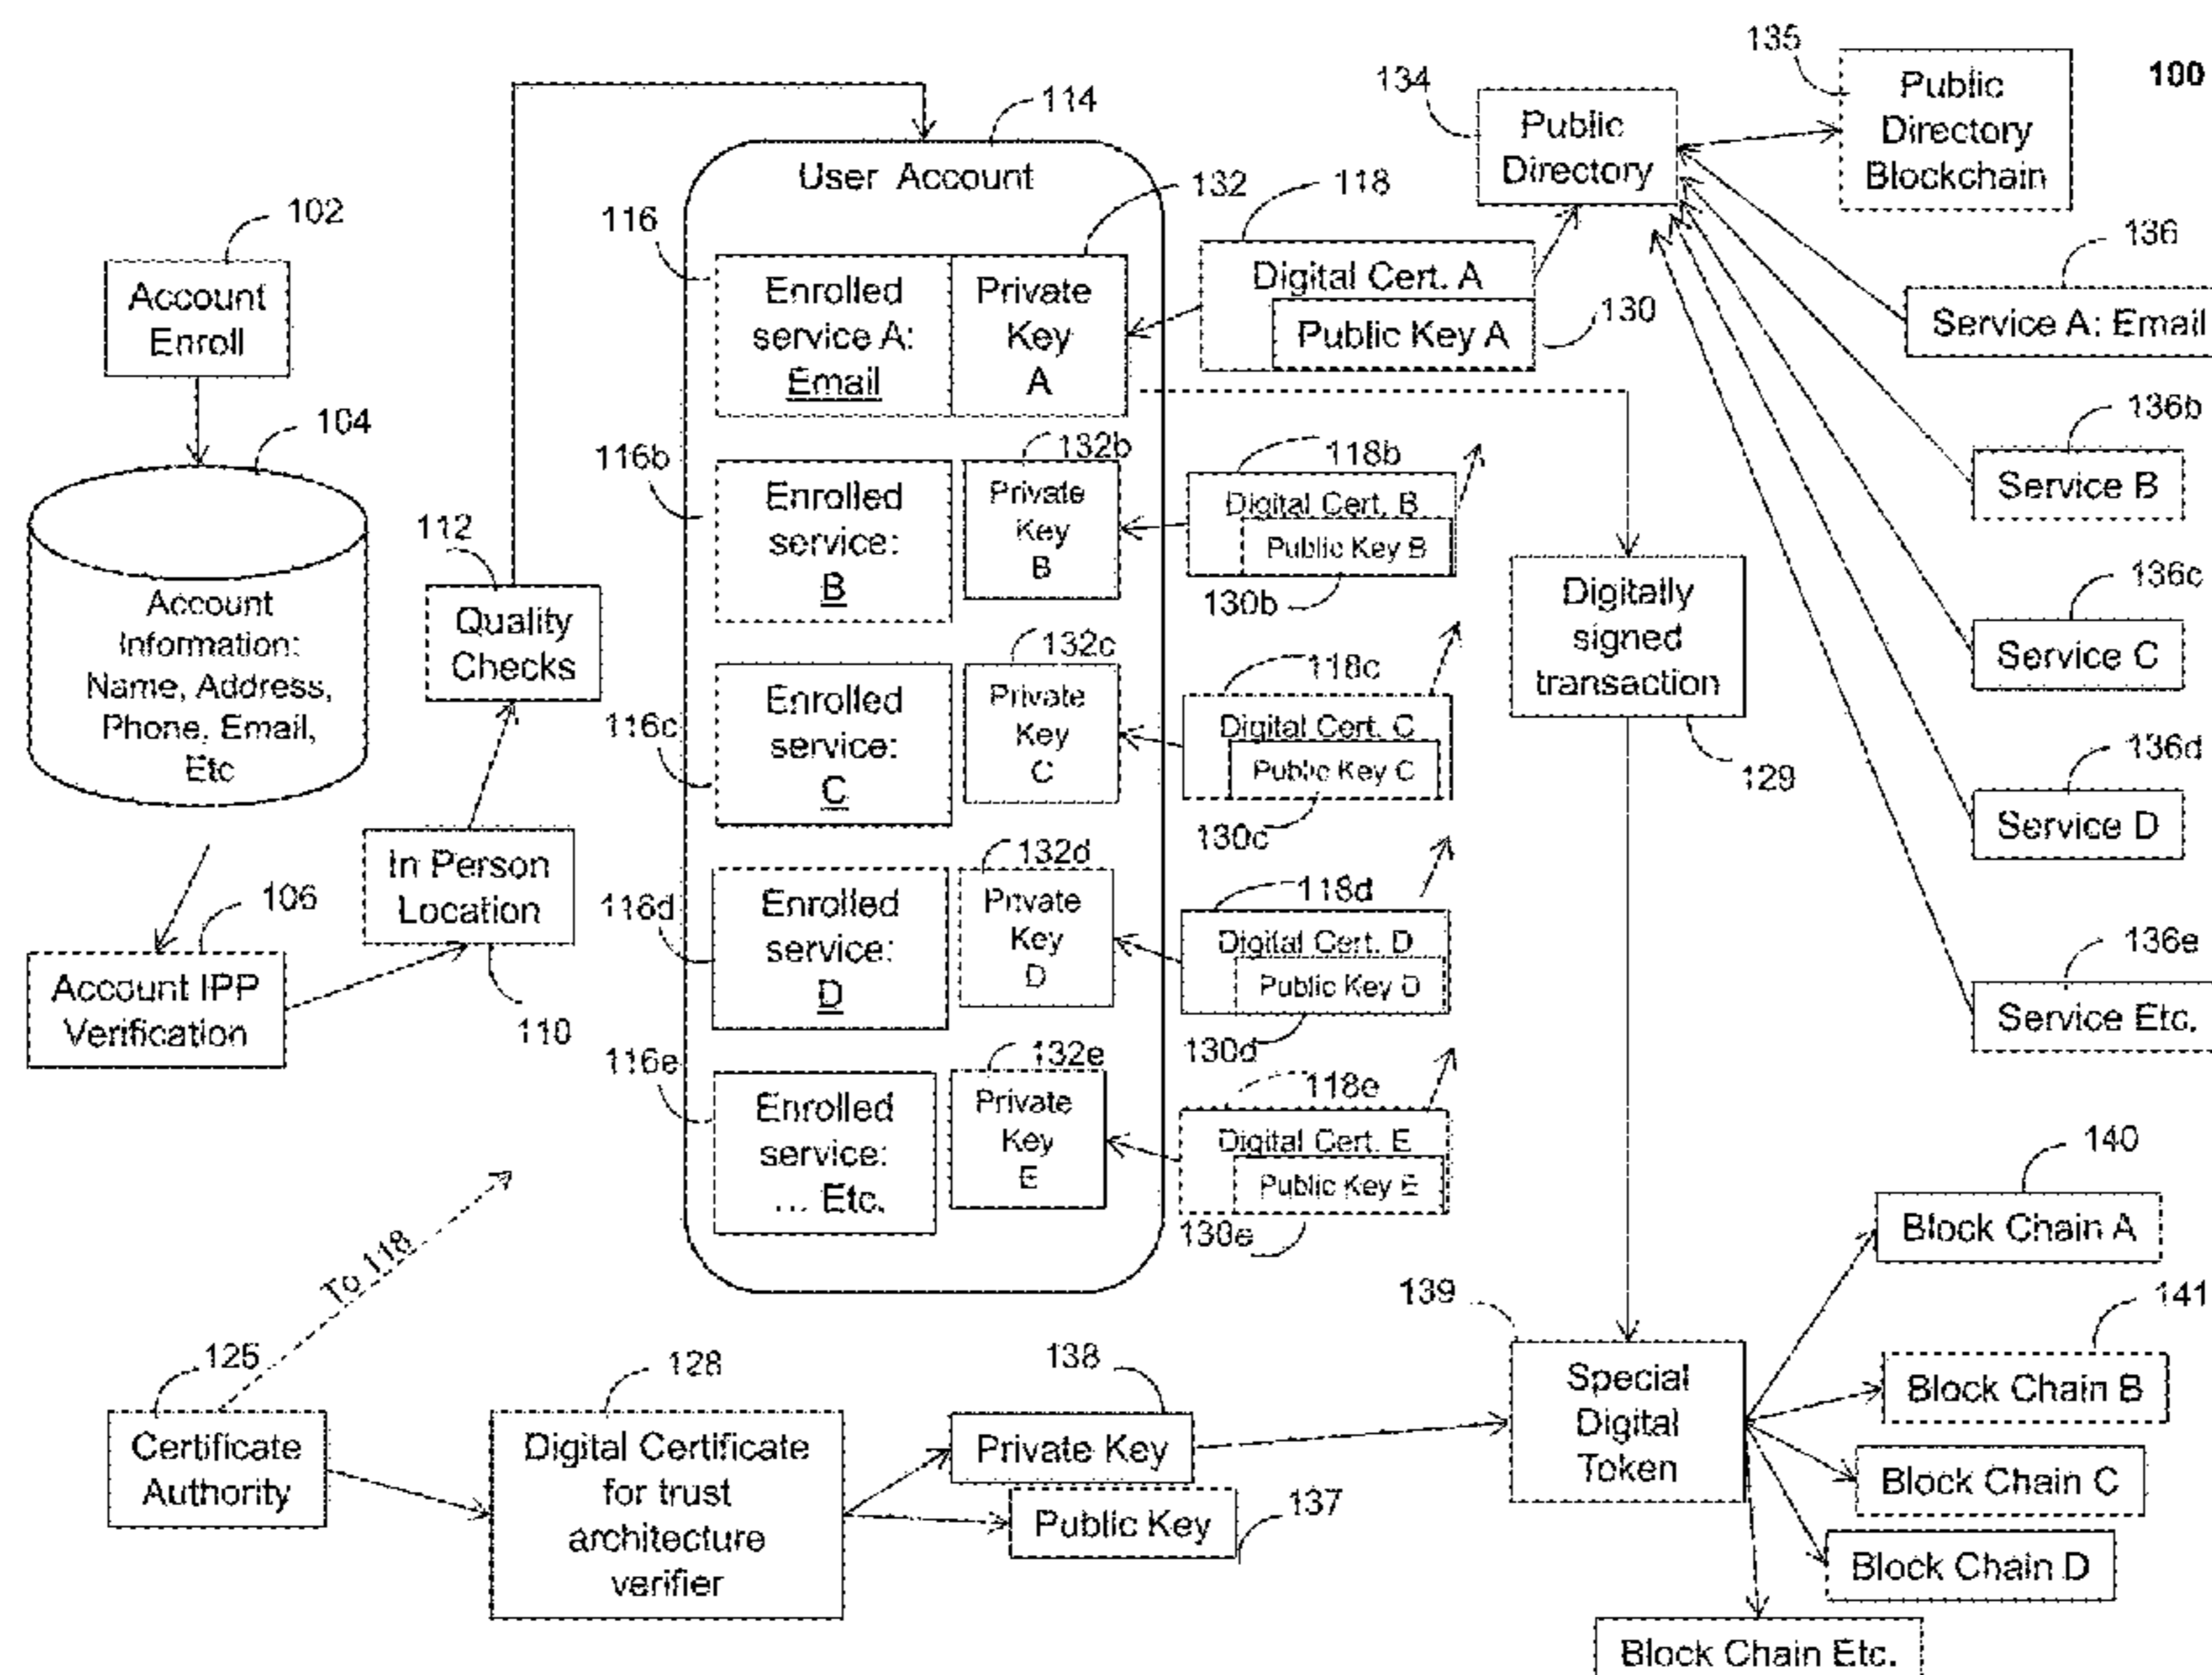 100
102
Account
Enroll
104
Account
Information:
Name, Address,
Phone, Email,
Etc
106
Account IPP
Verification
In Person
Location
110
112
Quality
Checks
114
User Account
116
Enrolled
service A:
Email
132
Private
Key
A
118
Digital Cert. A
Public Key A
130
116b
Enrolled
service:
B
132b
Private
Key
B
118b
Digital Cert. B
Public Key B
130b
116c
Enrolled
service:
C
132c
Private
Key
C
118c
Digital Cert. C
Public Key C
130c
116d
Enrolled
service:
D
132d
Private
Key
D
118d
Digital Cert. D
Public Key D
130d
116e
Enrolled
service:
... Etc.
132e
Private
Key
E
118e
Digital Cert. E
Public Key E
130e
134
Public
Directory
135
Public
Directory
Blockchain
136
Service A: Email
136b
Service B
136c
Service C
136d
Service D
136e
Service Etc.
Digitally
signed
transaction
129
To 118
125
Certificate
Authority
128
Digital Certificate
for trust
architecture
verifier
138
Private Key
Public Key
137
139
Special
Digital
Token
140
Block Chain A
141
Block Chain B
Block Chain C
Block Chain D
Block Chain Etc.